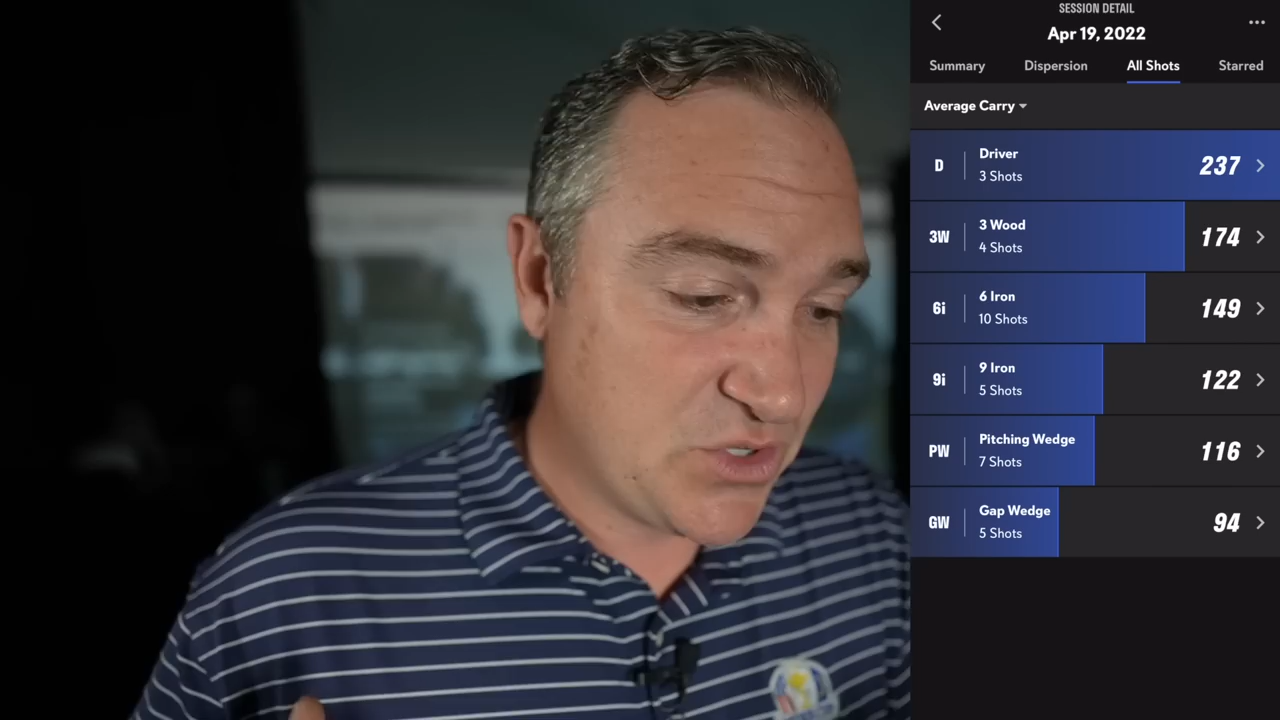 SESSION DETAIL
Apr 19, 2022
Summary Dispersion All Shots Starred
Average Carry
D Driver 237
3 Shots
3W 3 Wood 174
4 Shots
6i 6 Iron 149
10 Shots
9i 9 Iron 122
5 Shots
PW Pitching Wedge 116
7 Shots
GW Gap Wedge 94
5 Shots